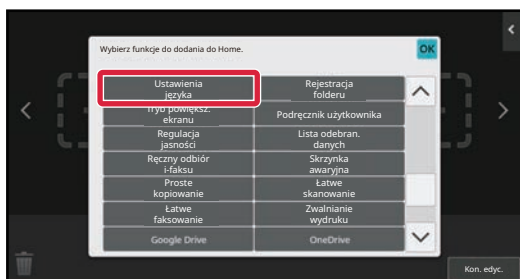 Wybierz funkcje do dodania do Home.
OK
Ustawienia
języka
Rejestracja
folderu
Tryb powiększ.
ekranu
Podręcznik użytkownika
Regulacja
jasności
Lista odebran.
danych
Ręczny odbiór
i-faksu
Skrzynka
awaryjna
Proste
kopiowanie
Łatwe
skanowanie
Łatwe
faksowanie
Zwalnianie
wydruku
Google Drive
OneDrive
Kon. edyc.